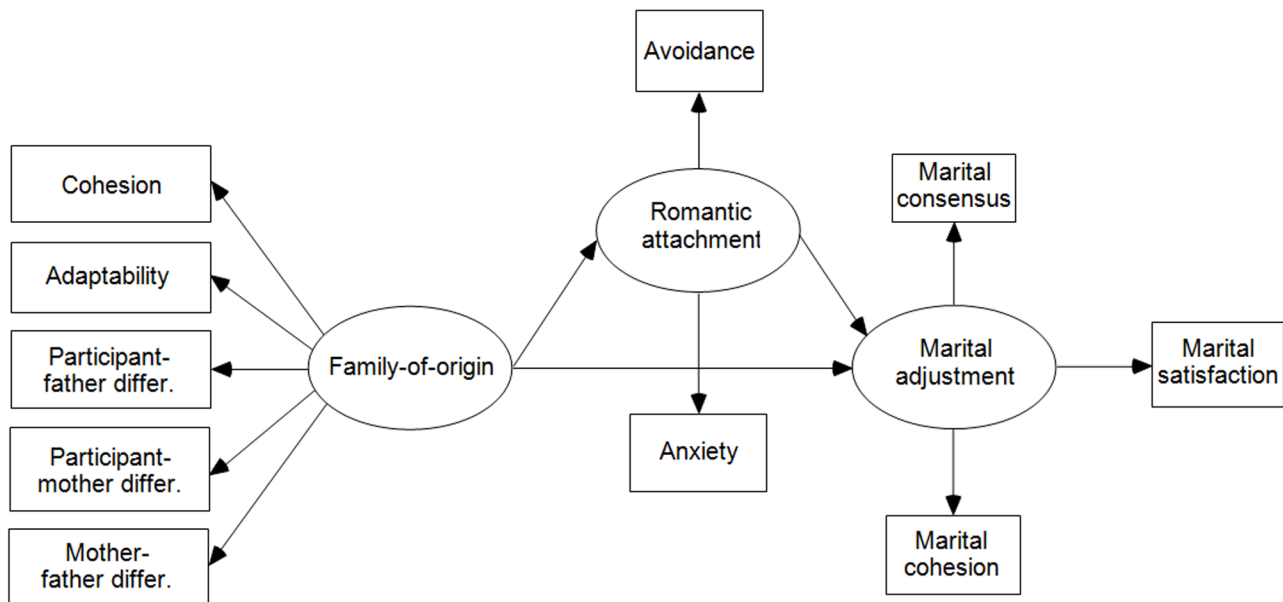 Avoidance
Cohesion
Adaptability
Participant-
father differ.
Participant-
mother differ.
Mother-
father differ.
Family-of-origin
Romantic
attachment
Anxiety
Marital
consensus
Marital
adjustment
Marital
satisfaction
Marital
cohesion